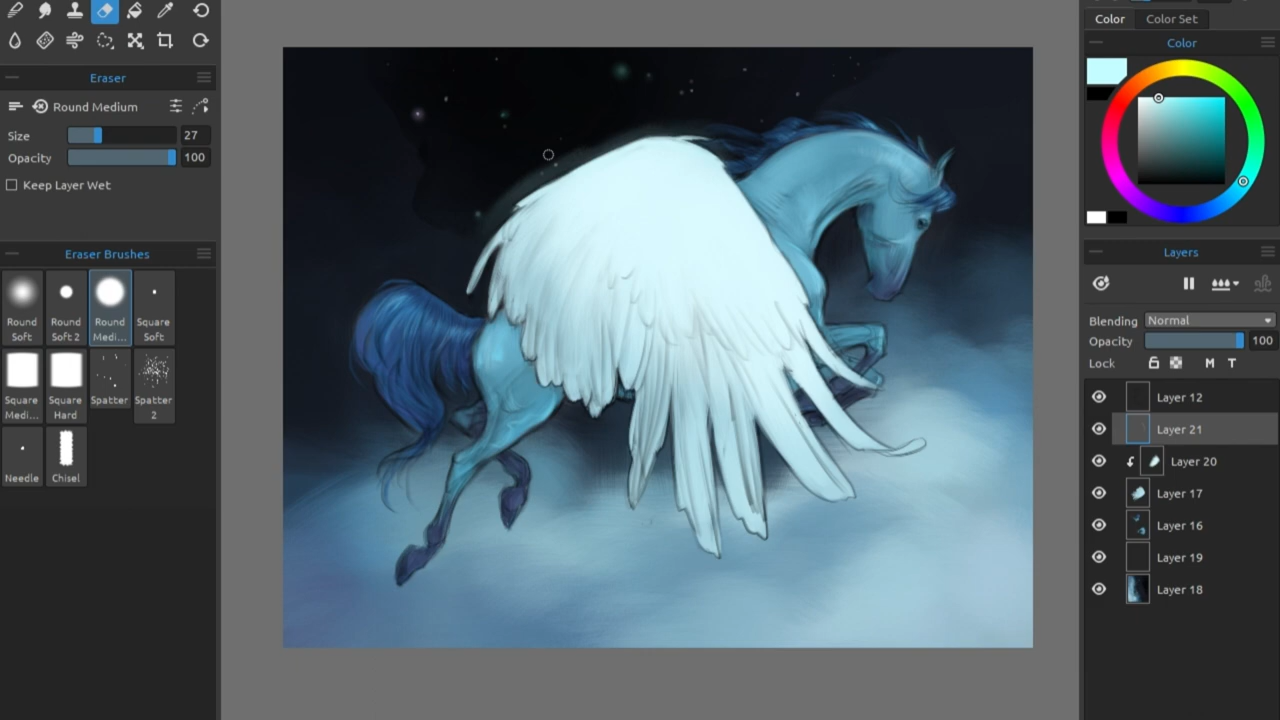 Eraser
Round Medium
Size 27
Opacity 100
Keep Layer Wet
Eraser Brushes
Round Soft
Round Soft 2
Round Medi...
Square Soft
Square Medi...
Square Hard
Spatter
Spatter 2
Needle
Chisel
Color Color Set
Color
Layers
Blending Normal
Opacity 100
Lock M T
Layer 12
Layer 21
Layer 20
Layer 17
Layer 16
Layer 19
Layer 18